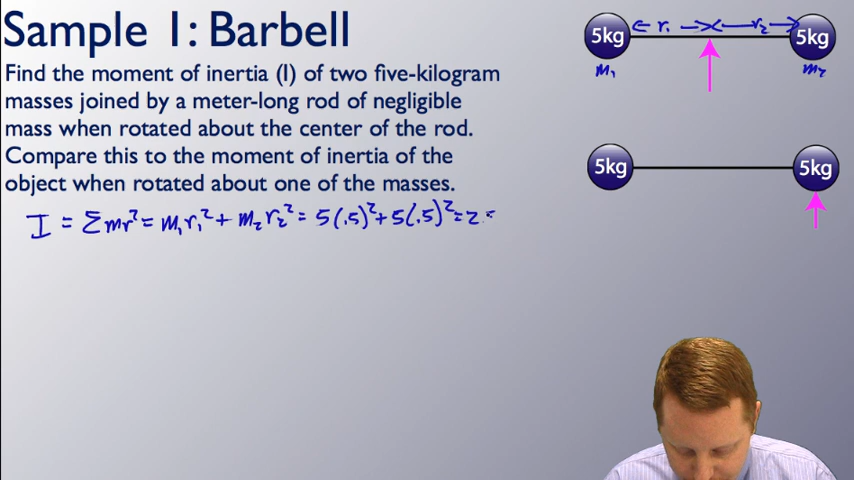 Sample 1: Barbell
5kg ← r₁ → ← r₂ → 5kg
m₁ m₂
Find the moment of inertia (I) of two five-kilogram
masses joined by a meter-long rod of negligible
mass when rotated about the center of the rod.
Compare this to the moment of inertia of the
object when rotated about one of the masses.
5kg 5kg
I = Σmr² = m₁r₁² + m₂r₂² = 5(.5)² + 5(.5)² = 2.5